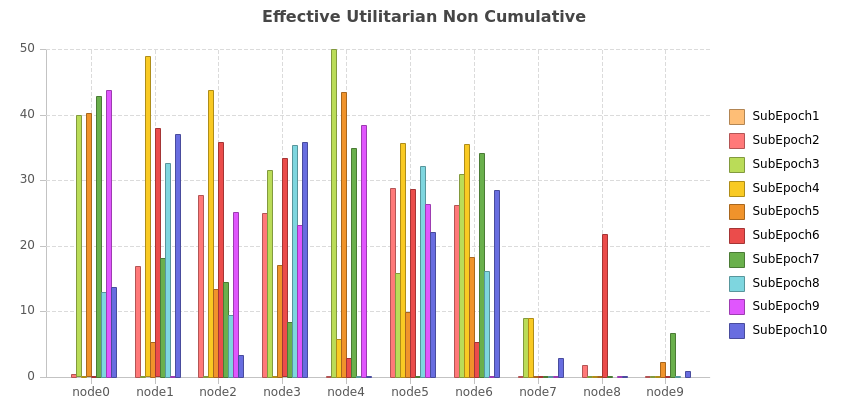 Effective Utilitarian Non Cumulative
50
40
30
20
10
0
node0 node1 node2 node3 node4 node5 node6 node7 node8 node9
SubEpoch1
SubEpoch2
SubEpoch3
SubEpoch4
SubEpoch5
SubEpoch6
SubEpoch7
SubEpoch8
SubEpoch9
SubEpoch10